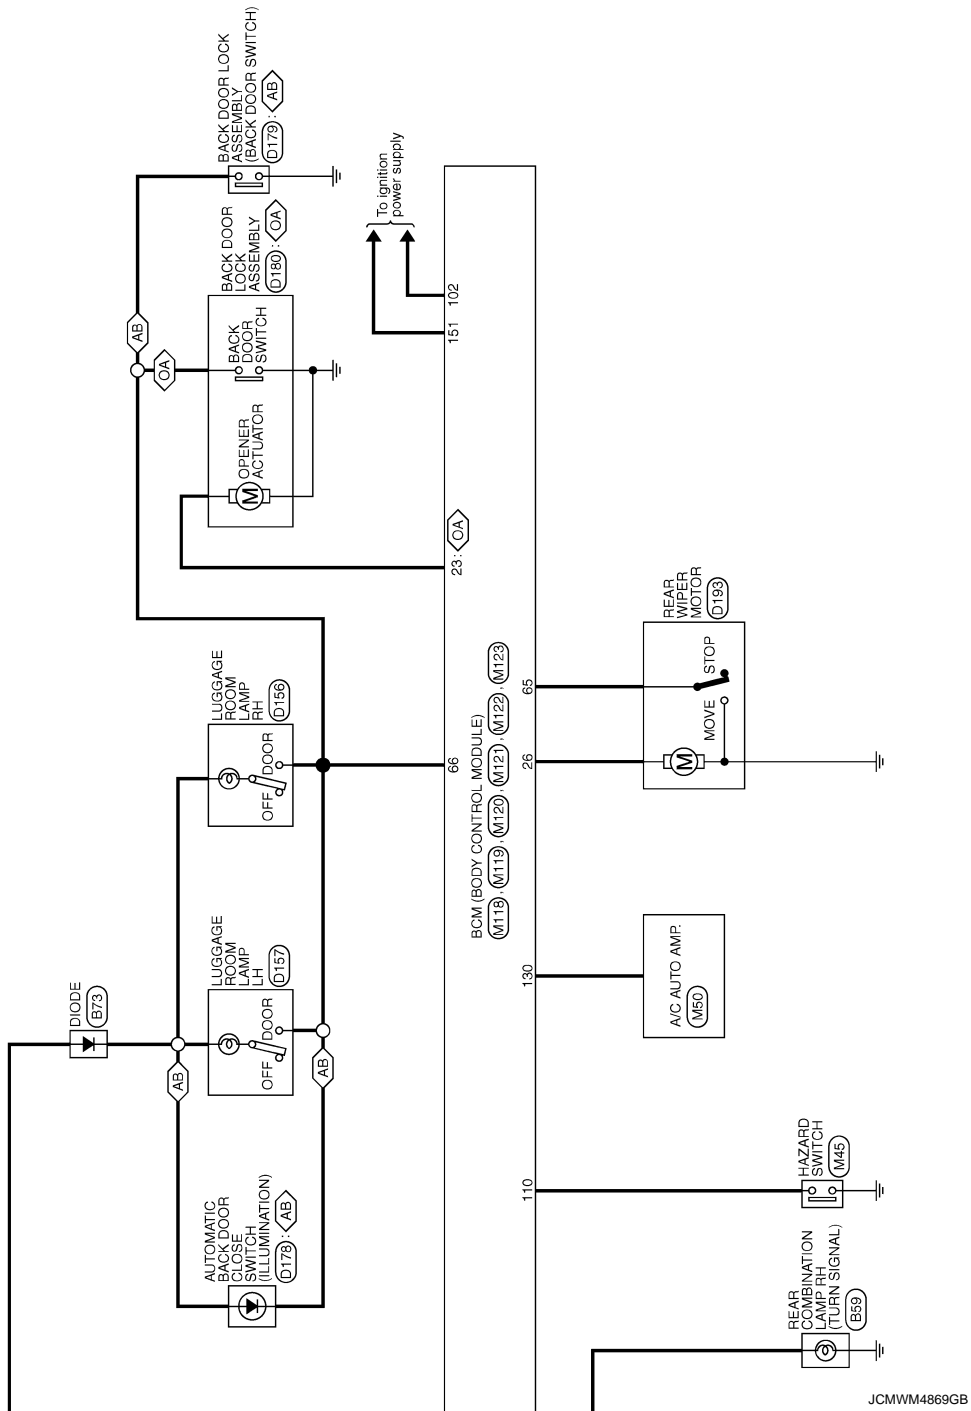 BACK DOOR LOCK
ASSEMBLY
(BACK DOOR SWITCH)
D179 : AB
BACK DOOR
LOCK
ASSEMBLY
D180 : OA
To ignition
power supply
AB
OA
BACK
DOOR
SWITCH
OPENER
ACTUATOR
M
102
151
23 : OA
LUGGAGE
ROOM
LAMP
RH
D156
DOOR
OFF
66
LUGGAGE
ROOM
LAMP
LH
D157
DOOR
OFF
DIODE
B73
AB
AB
AUTOMATIC
BACK DOOR
CLOSE
SWITCH
(ILLUMINATION)
D178 : AB
BCM (BODY CONTROL MODULE)
M118 , M119 , M120 , M121 , M122 , M123
65
26
130
110
REAR
WIPER
MOTOR
D193
STOP
MOVE
M
A/C AUTO AMP.
M50
HAZARD
SWITCH
M45
REAR
COMBINATION
LAMP RH
(TURN SIGNAL)
B59
JCMWM4869GB